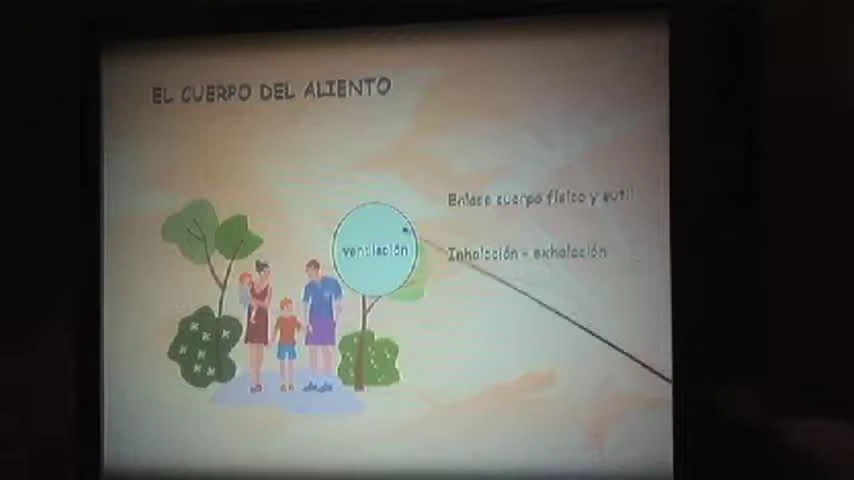 EL CUERPO DEL ALIENTO
Enlace cuerpo físico y sutil
ventilación
Inhalación - exhalación